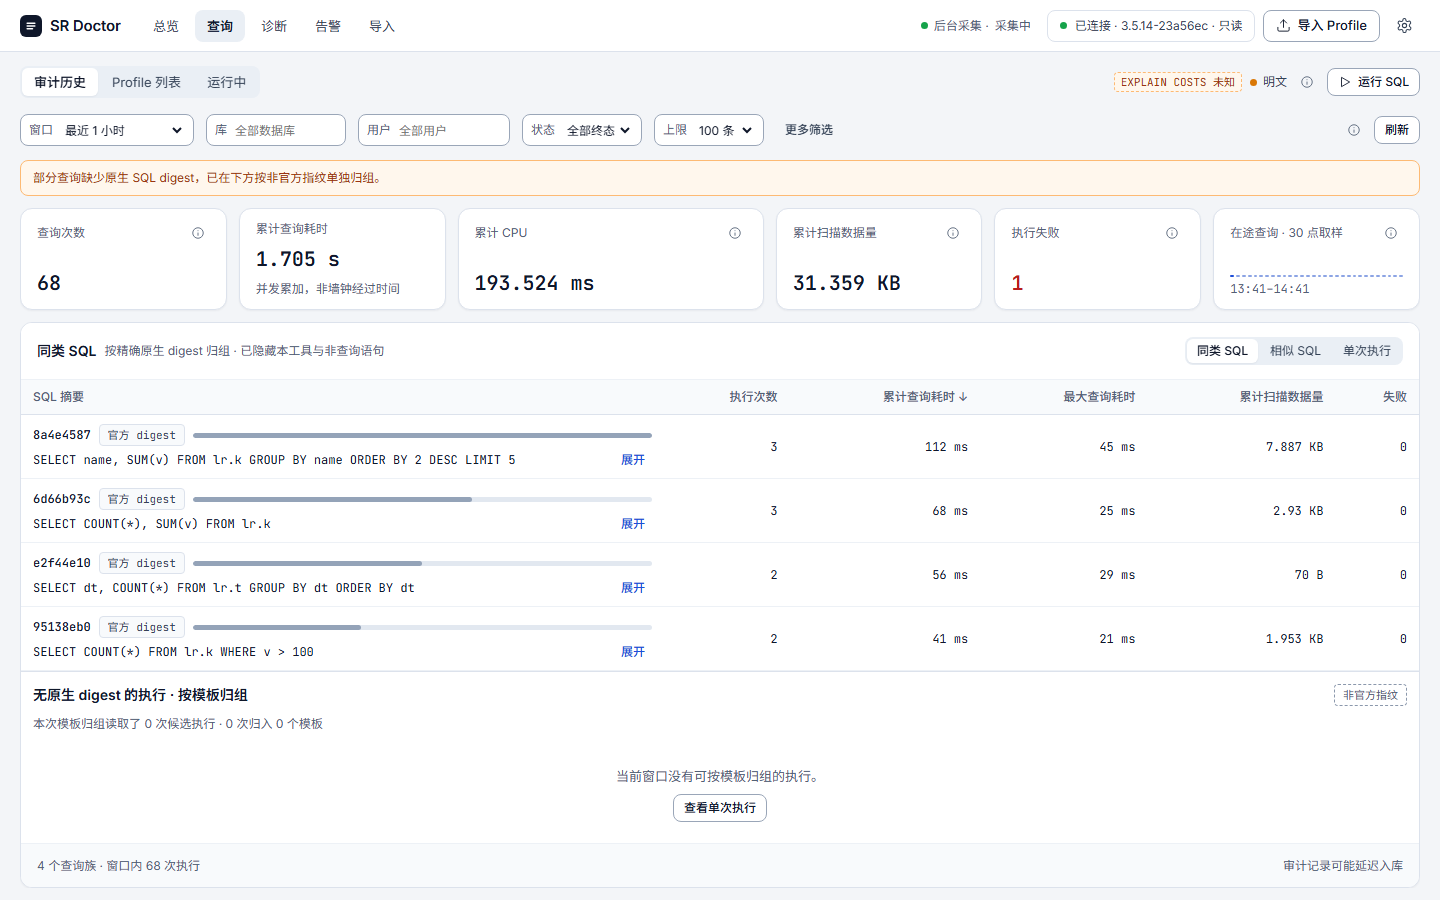 SR Doctor 总览 查询 诊断 告警 导入 后台采集 · 采集中 已连接 · 3.5.14-23a56ec · 只读 导入 Profile
审计历史 Profile 列表 运行中 EXPLAIN COSTS 未知 明文 运行 SQL
窗口 最近 1 小时 库 全部数据库 用户 全部用户 状态 全部终态 上限 100 条 更多筛选 刷新
部分查询缺少原生 SQL digest，已在下方按非官方指纹单独归组。
查询次数
68
累计查询耗时
1.705 s
并发累加，非墙钟经过时间
累计 CPU
193.524 ms
累计扫描数据量
31.359 KB
执行失败
1
在途查询 · 30 点取样
13:41–14:41
同类 SQL 按精确原生 digest 归组 · 已隐藏本工具与非查询语句 同类 SQL 相似 SQL 单次执行
SQL 摘要 执行次数 累计查询耗时 ↓ 最大查询耗时 累计扫描数据量 失败
8a4e4587 官方 digest
SELECT name, SUM(v) FROM lr.k GROUP BY name ORDER BY 2 DESC LIMIT 5 展开
3 112 ms 45 ms 7.887 KB 0
6d66b93c 官方 digest
SELECT COUNT(*), SUM(v) FROM lr.k 展开
3 68 ms 25 ms 2.93 KB 0
e2f44e10 官方 digest
SELECT dt, COUNT(*) FROM lr.t GROUP BY dt ORDER BY dt 展开
2 56 ms 29 ms 70 B 0
95138eb0 官方 digest
SELECT COUNT(*) FROM lr.k WHERE v > 100 展开
2 41 ms 21 ms 1.953 KB 0
无原生 digest 的执行 · 按模板归组 非官方指纹
本次模板归组读取了 0 次候选执行 · 0 次归入 0 个模板
当前窗口没有可按模板归组的执行。
查看单次执行
4 个查询族 · 窗口内 68 次执行 审计记录可能延迟入库